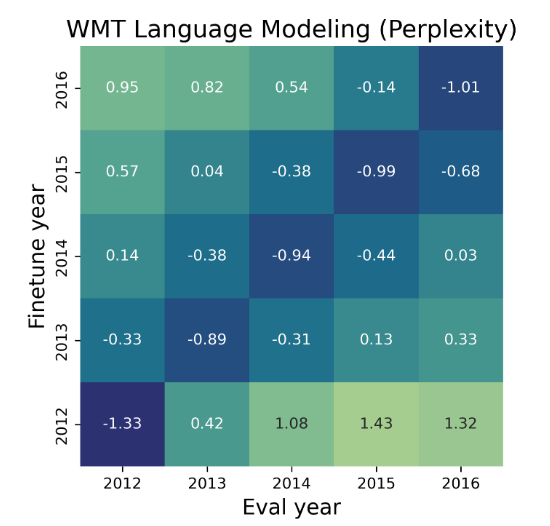 WMT Language Modeling (Perplexity)
Finetune year
2016 0.95 0.82 0.54 -0.14 -1.01
2015 0.57 0.04 -0.38 -0.99 -0.68
2014 0.14 -0.38 -0.94 -0.44 0.03
2013 -0.33 -0.89 -0.31 0.13 0.33
2012 -1.33 0.42 1.08 1.43 1.32
2012 2013 2014 2015 2016
Eval year